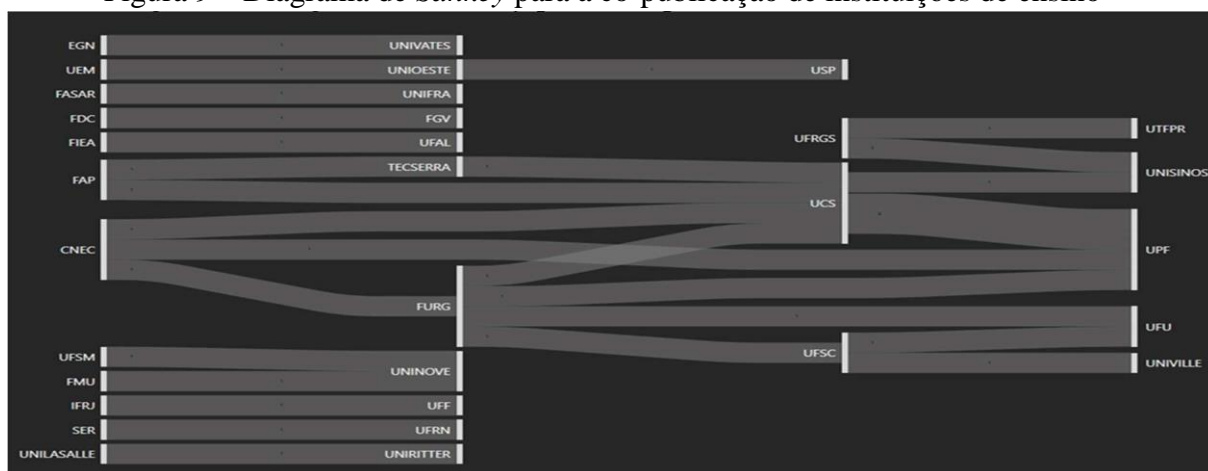 Figura 9 – Diagrama de Sankey para a co-publicação de instituições de ensino
EGN
UNIVATES
UEM
UNIOESTE
USP
FASAR
UNIFRA
FDC
FGV
UFRGS
UTFPR
FIEA
UFAL
FAP
TECSERRA
UNISINOS
UCS
CNEC
UPF
FURG
UFU
UFSM
UFSC
UNIVILLE
UNINOVE
FMU
IFRJ
UFF
SER
UFRN
UNILASALLE
UNIRITTER